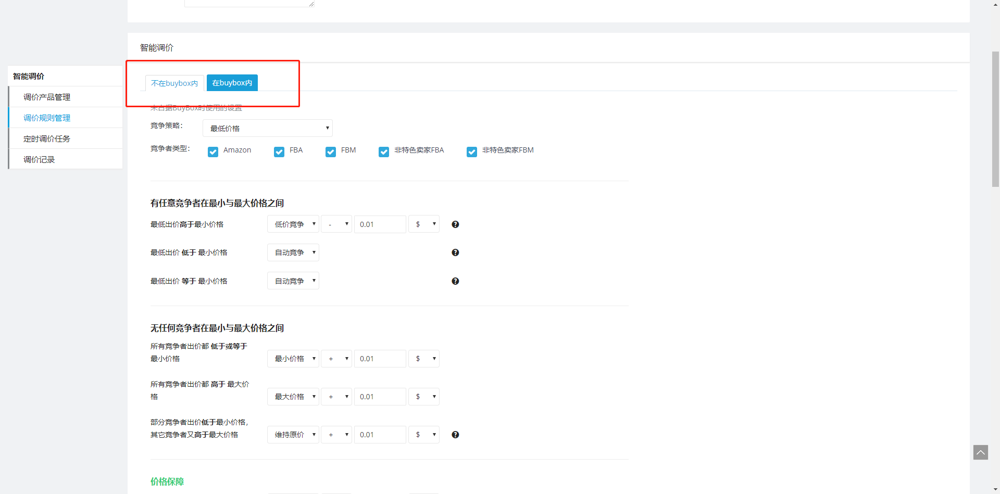 智能调价
智能调价
调价产品管理
调价规则管理
定时调价任务
调价记录
不在buybox内
在buybox内
未占据BuyBox时使用的设置
竞争策略：
最低价格
竞争者类型：
Amazon
FBA
FBM
非特色卖家FBA
非特色卖家FBM
有任意竞争者在最小与最大价格之间
最低出价高于最小价格
低价竞争
-
0.01
$
最低出价 低于 最小价格
自动竞争
最低出价 等于 最小价格
自动竞争
无任何竞争者在最小与最大价格之间
所有竞争者出价都 低于或等于
最小价格
最小价格
+
0.01
$
所有竞争者出价都 高于 最大价
格
最大价格
+
0.01
$
部分竞争者出价低于最小价格，
其它竞争者又高于最大价格
维持原价
+
0.01
$
价格保障